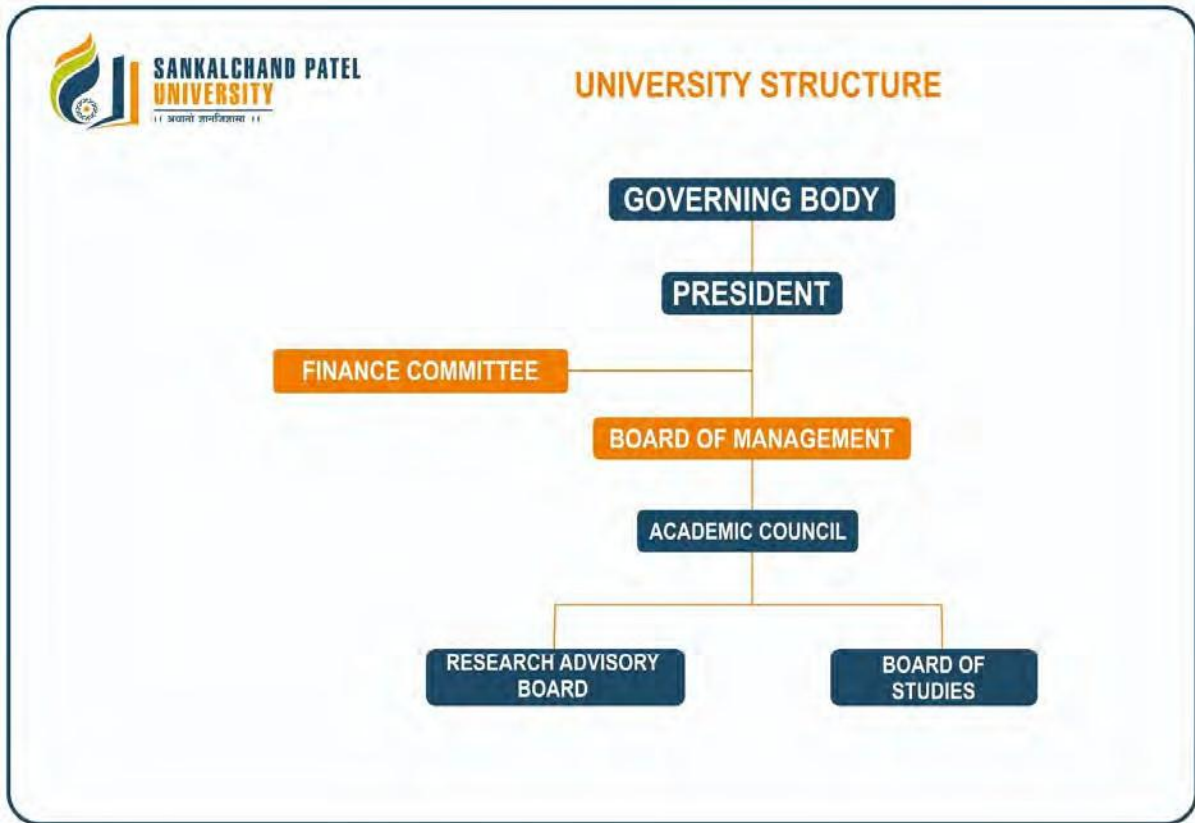 SANKALCHAND PATEL
UNIVERSITY
UNIVERSITY STRUCTURE
GOVERNING BODY
PRESIDENT
FINANCE COMMITTEE
BOARD OF MANAGEMENT
ACADEMIC COUNCIL
RESEARCH ADVISORY
BOARD
BOARD OF
STUDIES